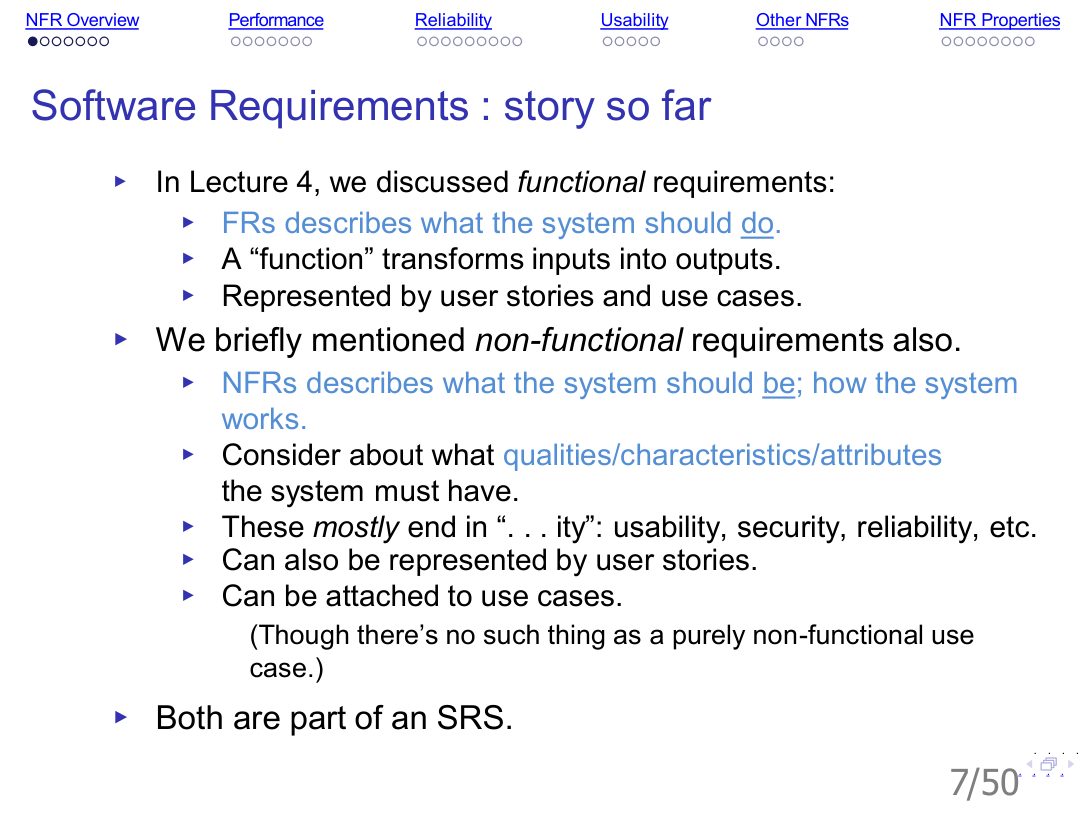 NFR Overview Performance Reliability Usability Other NFRs NFR Properties
Software Requirements : story so far
In Lecture 4, we discussed functional requirements:
FRs describes what the system should do.
A “function” transforms inputs into outputs.
Represented by user stories and use cases.
We briefly mentioned non-functional requirements also.
NFRs describes what the system should be; how the system
works.
Consider about what qualities/characteristics/attributes
the system must have.
These mostly end in “. . . ity”: usability, security, reliability, etc.
Can also be represented by user stories.
Can be attached to use cases.
(Though there’s no such thing as a purely non-functional use
case.)
Both are part of an SRS.
7/50